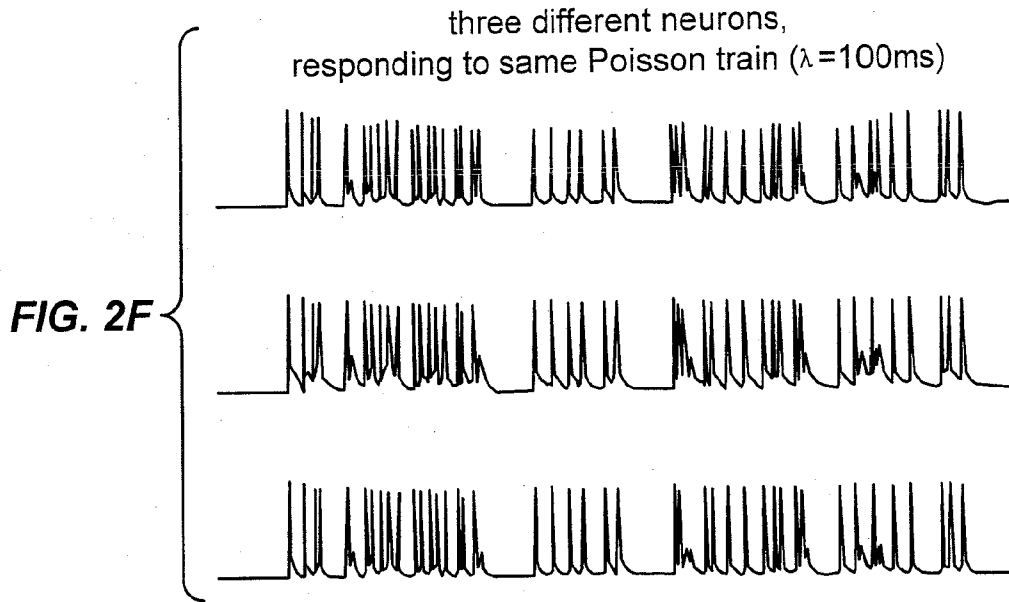 three different neurons,
responding to same Poisson train (λ=100ms)
FIG. 2F